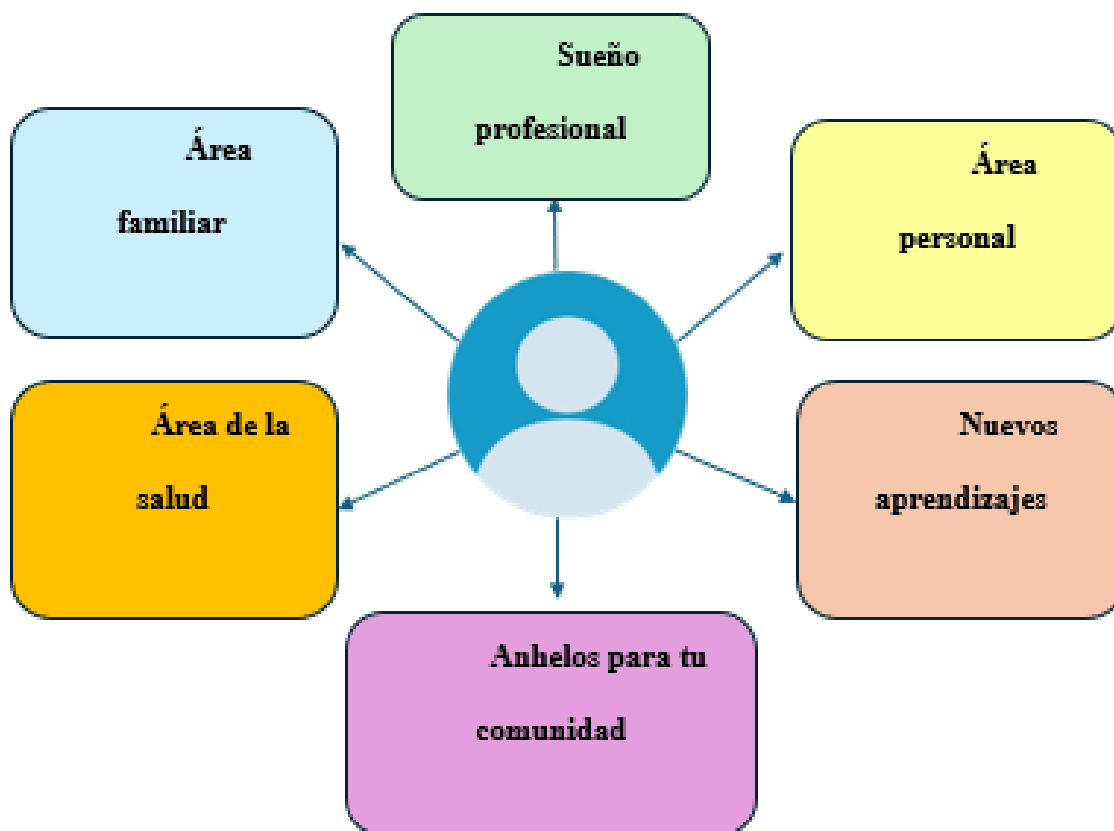 Sueño
profesional
Área
familiar
Área
personal
Área de la
salud
Nuevos
aprendizajes
Anhelos para tu
comunidad